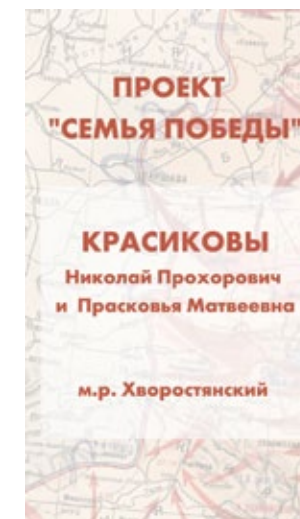 ПРОЕКТ
"СЕМЬЯ ПОБЕДЫ"
КРАСИКОВЫ
Николай Прохорович
и Прасковья Матвеевна
м.р. Хворостянский